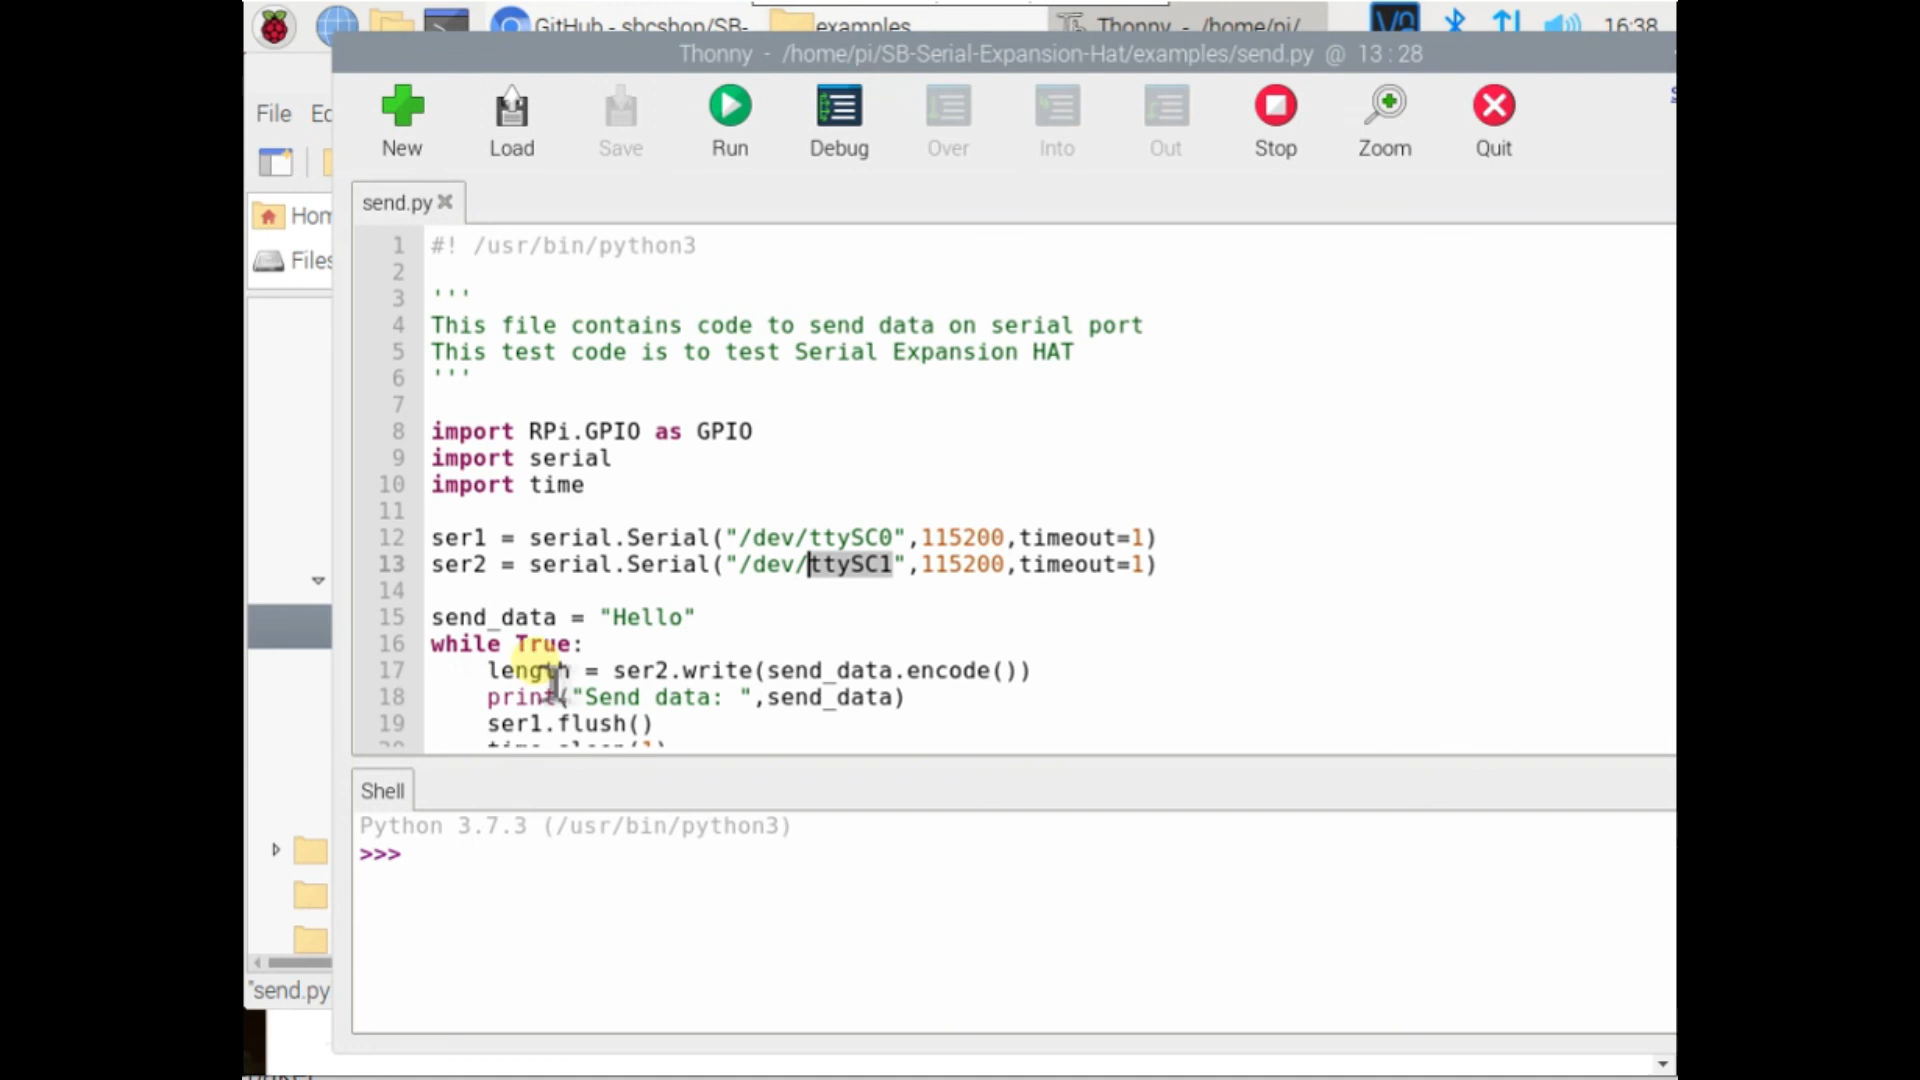 GitHub - sbcshop/SB-
examples
Thonny - /home/pi/
16:38
Thonny - /home/pi/SB-Serial-Expansion-Hat/examples/send.py @ 13 : 28
File
New
Load
Save
Run
Debug
Over
Into
Out
Stop
Zoom
Quit
send.py
Files
1 #! /usr/bin/python3
2
3 '''
4 This file contains code to send data on serial port
5 This test code is to test Serial Expansion HAT
6 '''
7
8 import RPi.GPIO as GPIO
9 import serial
10 import time
11
12 ser1 = serial.Serial("/dev/ttySC0",115200,timeout=1)
13 ser2 = serial.Serial("/dev/ttySC1",115200,timeout=1)
14
15 send_data = "Hello"
16 while True:
17 length = ser2.write(send_data.encode())
18 print("Send data: ",send_data)
19 ser1.flush()
Shell
Python 3.7.3 (/usr/bin/python3)
>>>
"send.py